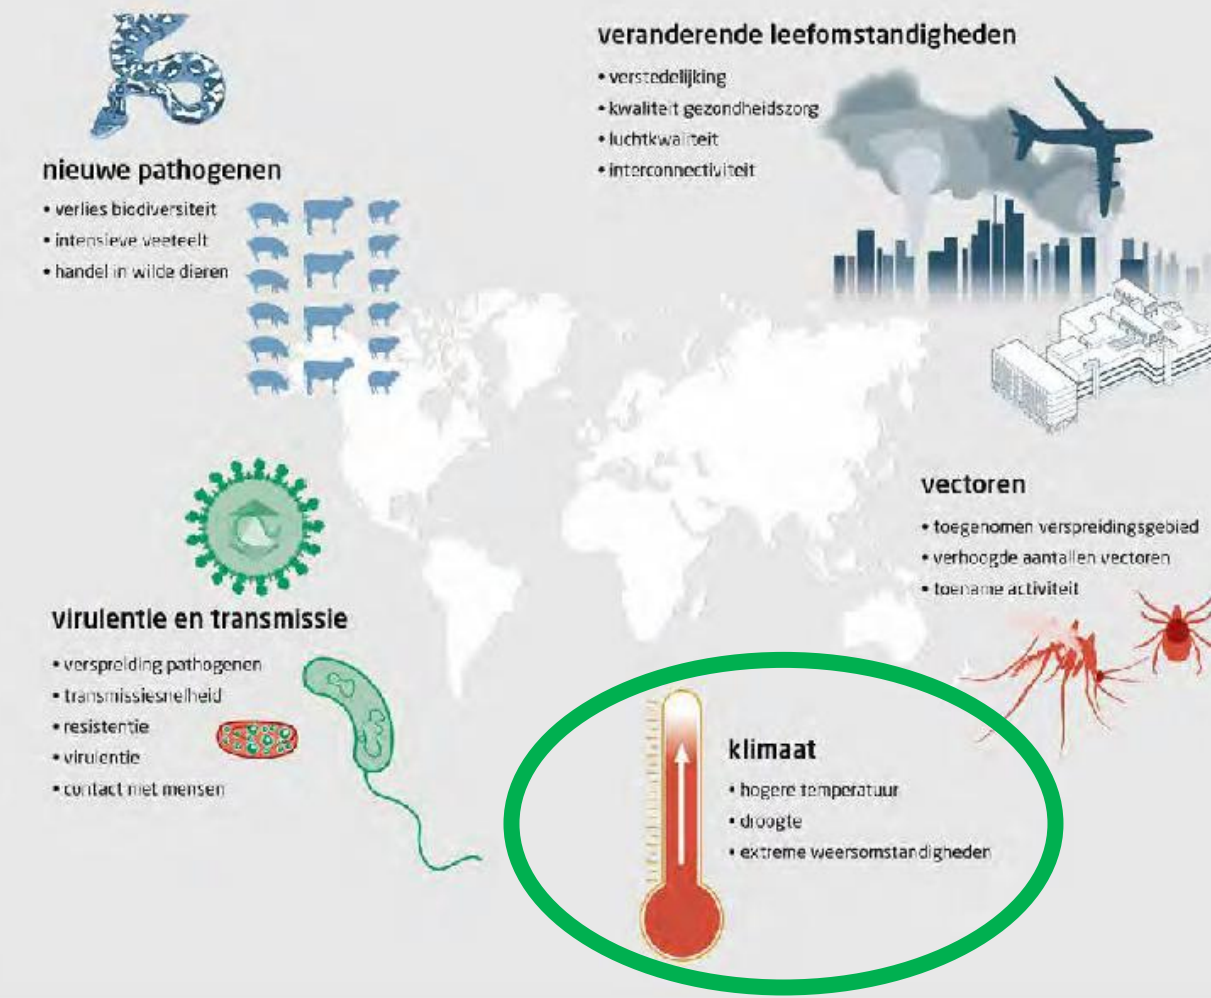 nieuwe pathogenen
• verlies biodiversiteit
• intensieve veeteelt
• handel in wilde dieren
veranderende leefomstandigheden
• verstedelijking
• kwaliteit gezondheidszorg
• luchtkwaliteit
• interconnectiviteit
vectoren
• toegenomen verspreidingsgebied
• verhoogde aantallen vectoren
• toename activiteit
virulentie en transmissie
• verspreiding pathogenen
• transmissiesnelheid
• resistentie
• virulentie
• contact met mensen
klimaat
• hogere temperatuur
• droogte
• extreme weersomstandigheden